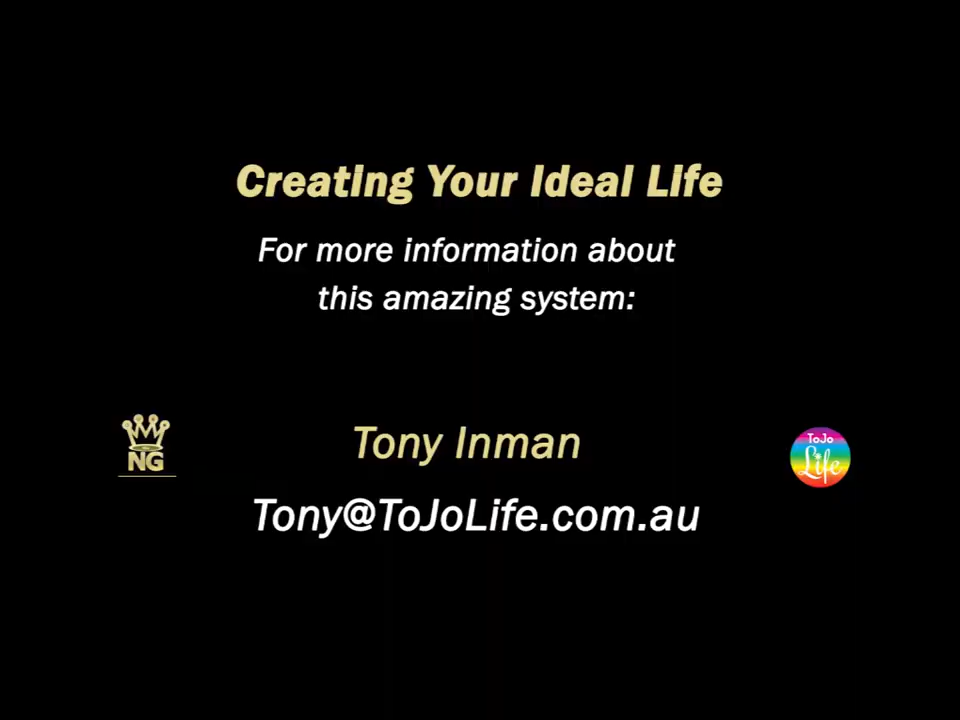 Creating Your Ideal Life
For more information about
this amazing system:
NG
Tony Inman
ToJo
Life
Tony@ToJoLife.com.au